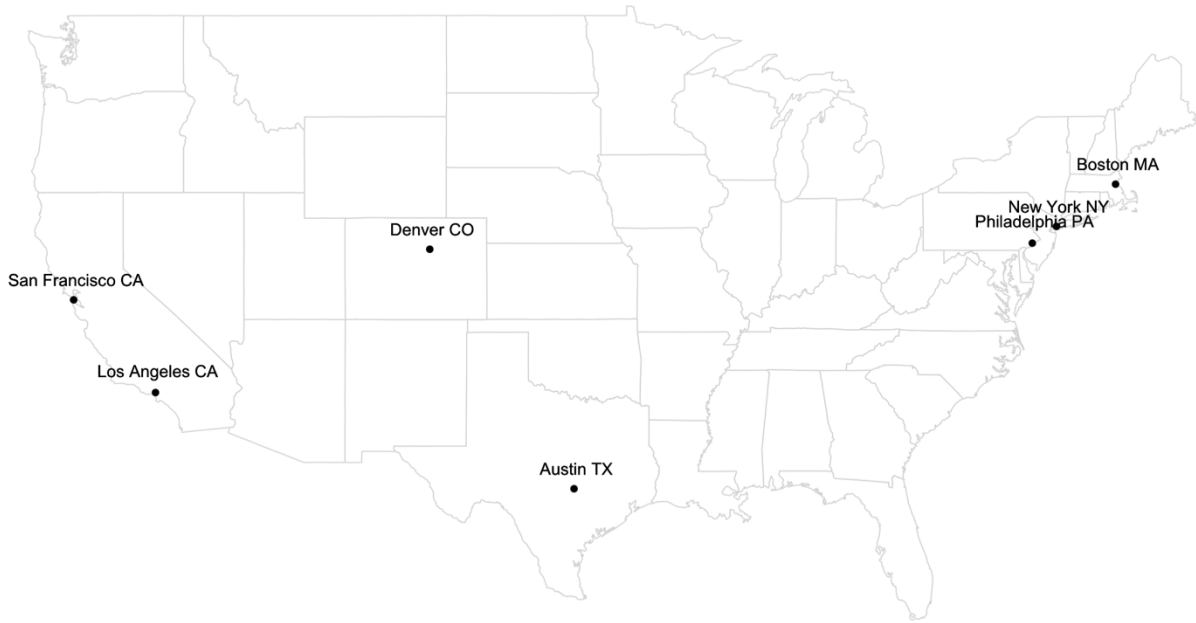 Boston MA
New York NY
Philadelphia PA
Denver CO
San Francisco CA
Los Angeles CA
Austin TX